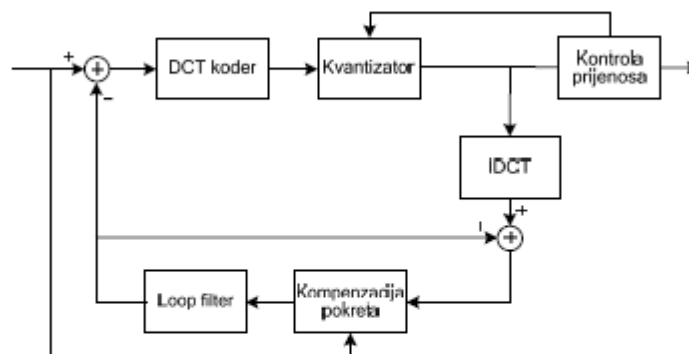 +
+
−
DCT koder
Kvantizator
Kontrola
prijenosa
IDCT
+
+
Loop filter
Kompenzacija
pokreta